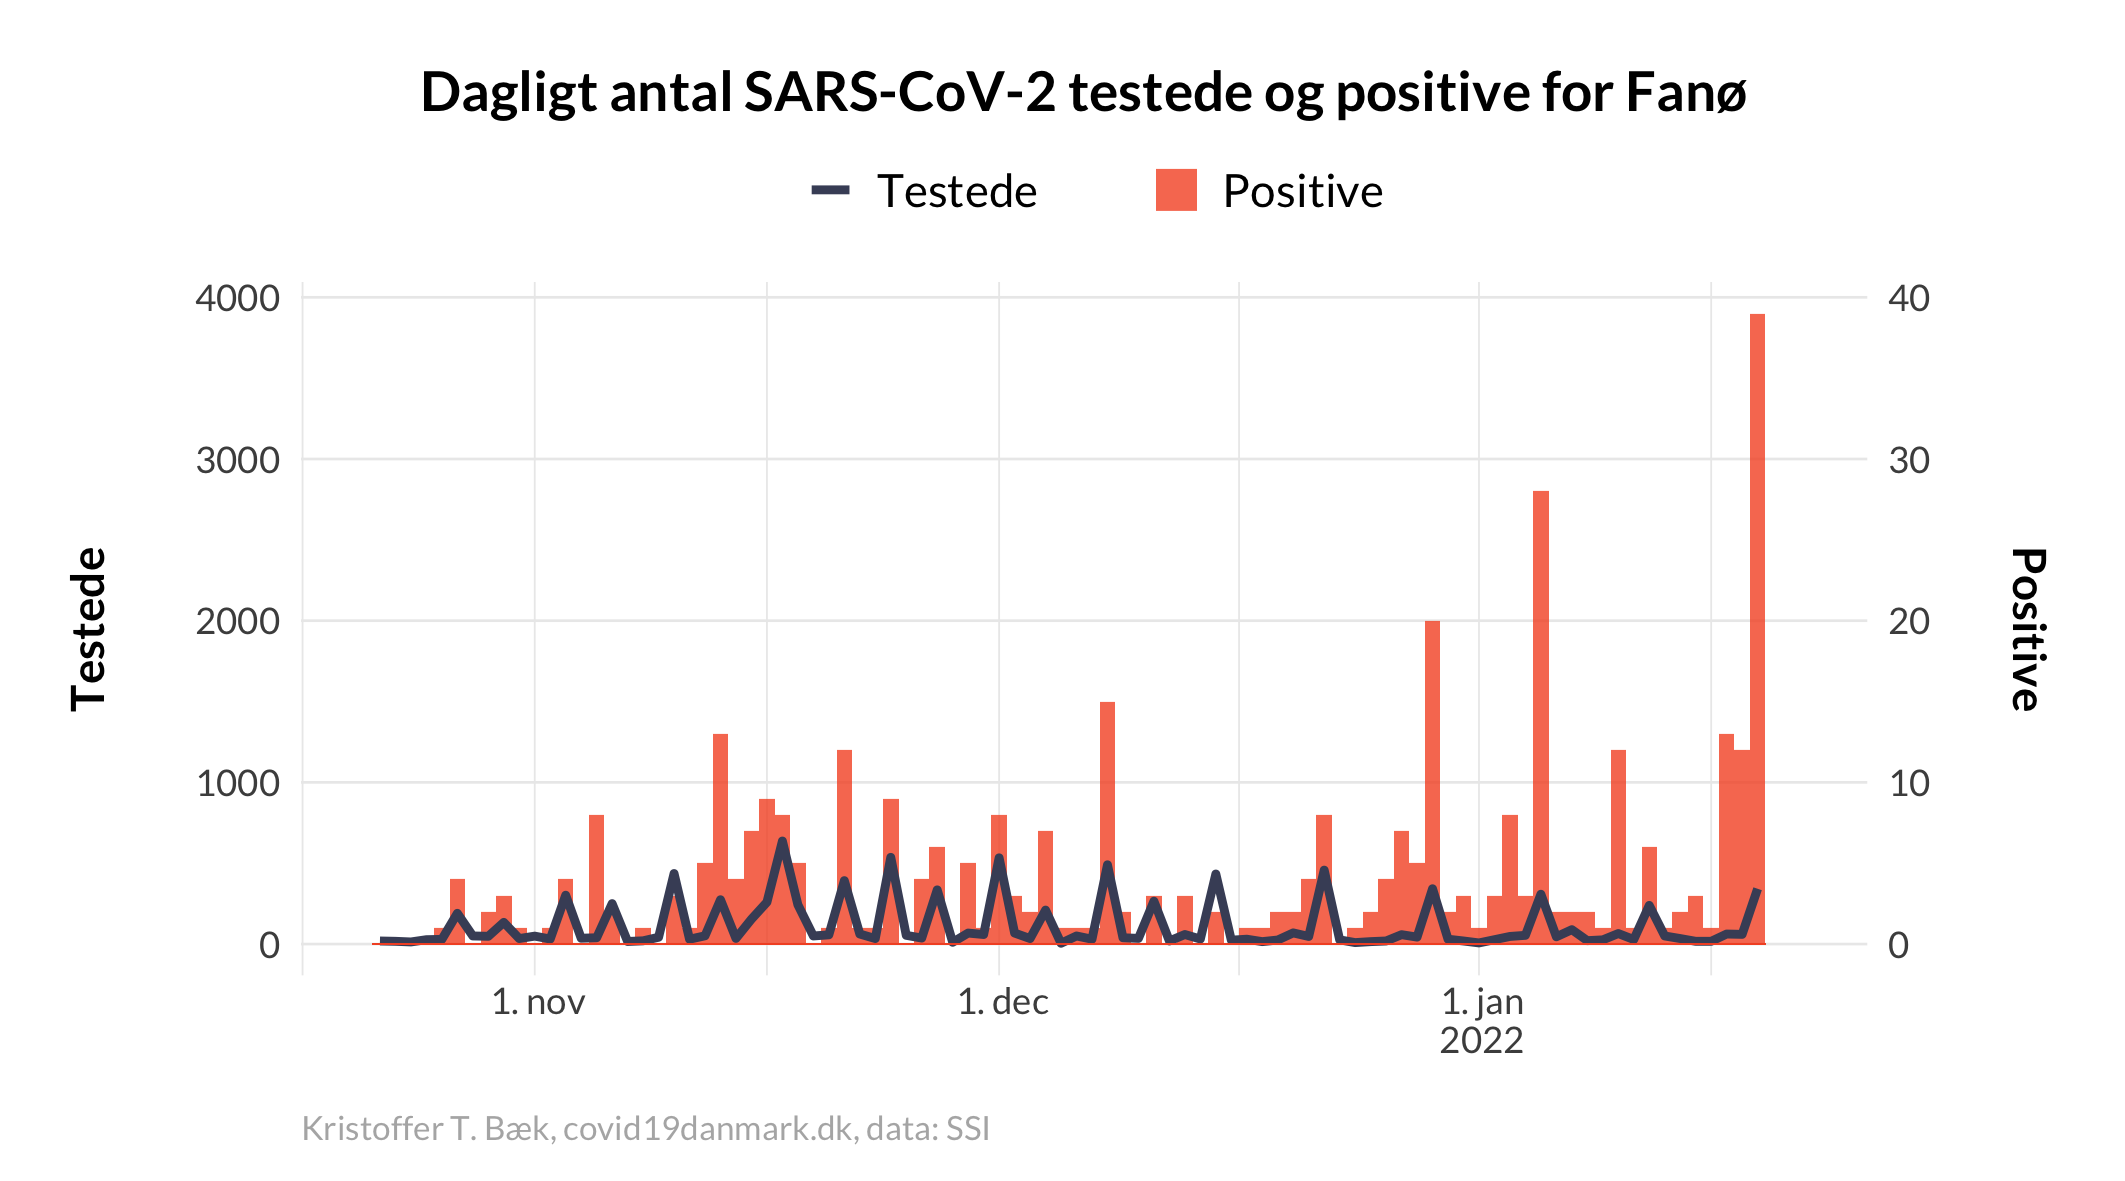 Dagligt antal SARS-CoV-2 testede og positive for Fanø
Testede
Positive
4000
3000
2000
1000
0
Testede
40
30
20
10
0
Positive
1. nov
1. dec
1. jan
2022
Kristoffer T. Bæk, covid19danmark.dk, data: SSI